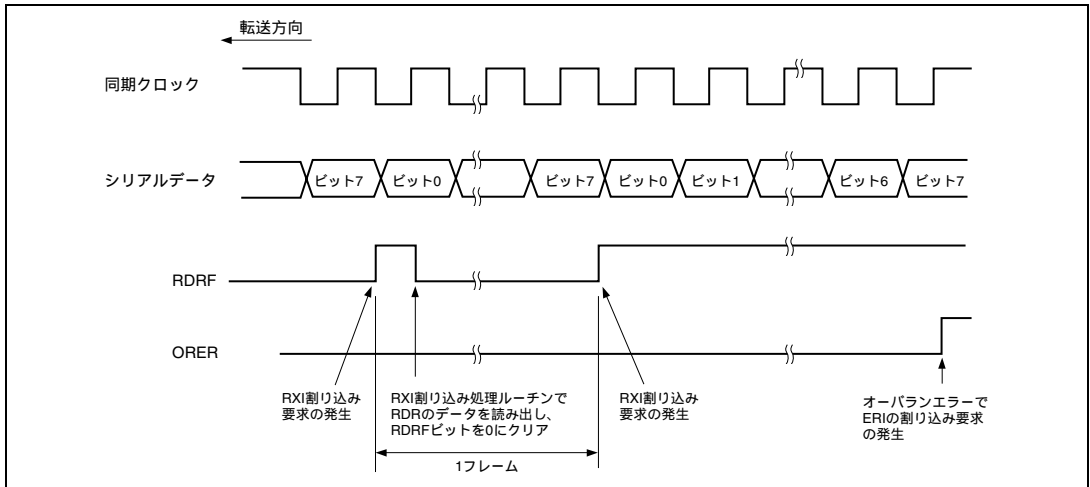 転送方向
同期クロック
シリアルデータ
ビット7
ビット0
ビット7
ビット0
ビット1
ビット6
ビット7
RDRF
ORER
RXI割り込み
要求の発生
RXI割り込み処理ルーチンで
RDRのデータを読み出し、
RDRFビットを0にクリア
RXI割り込み
要求の発生
オーバランエラーで
ERIの割り込み要求
の発生
1フレーム